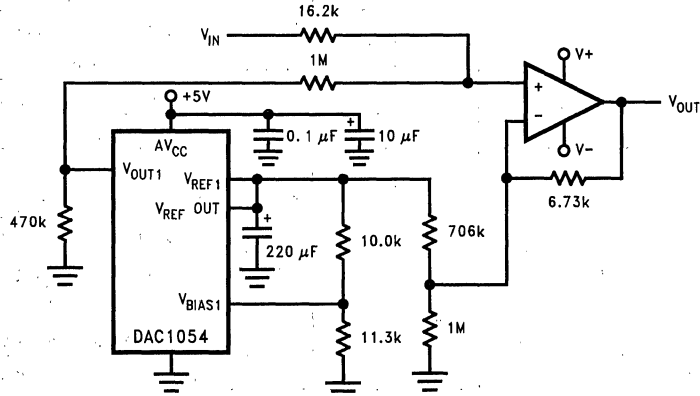 16.2k
VIN
1M
+5V
V+
+
VOUT
-
V-
0.1 μF
+
10 μF
AVCC
VOUT1
VREF1
VREF OUT
6.73k
470k
+
220 μF
10.0k
706k
VBIAS1
DAC1054
11.3k
1M